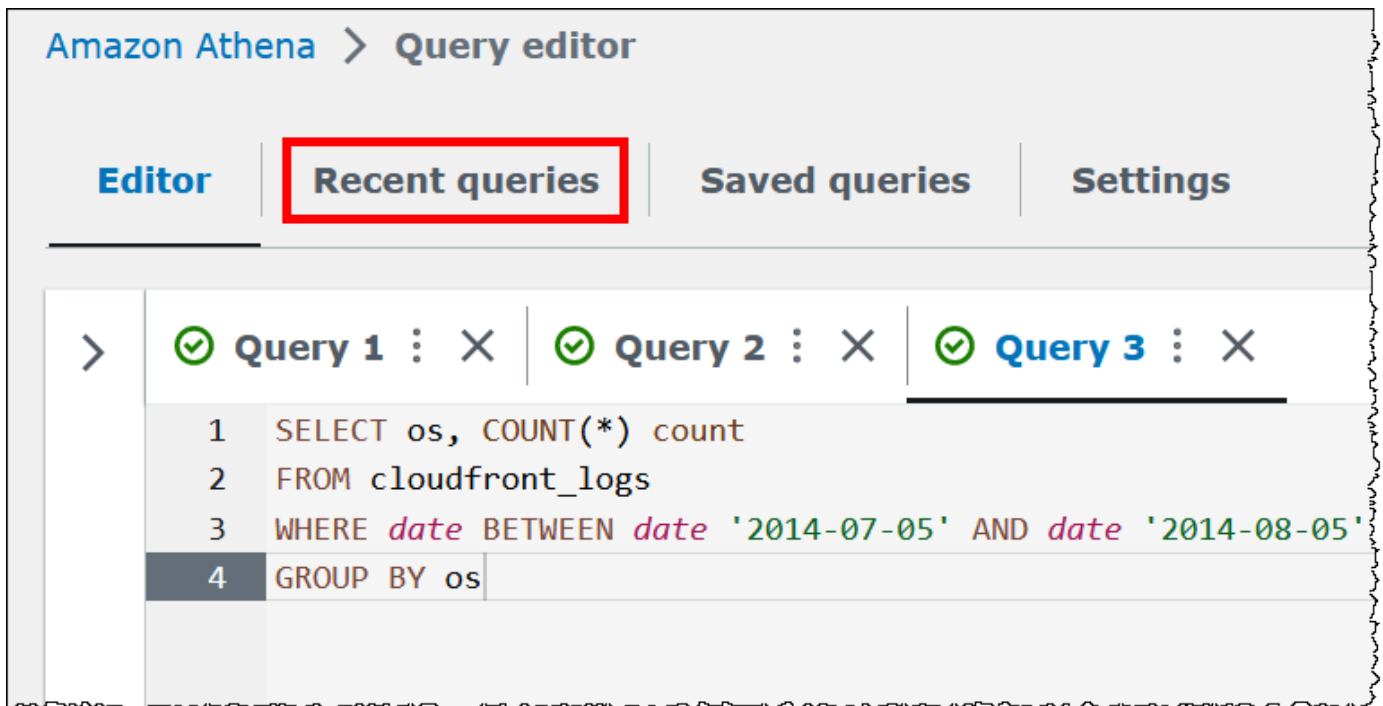 Amazon Athena > Query editor
Editor Recent queries Saved queries Settings
Query 1 Query 2 Query 3
1 SELECT os, COUNT(*) count
2 FROM cloudfront_logs
3 WHERE date BETWEEN date '2014-07-05' AND date '2014-08-05'
4 GROUP BY os